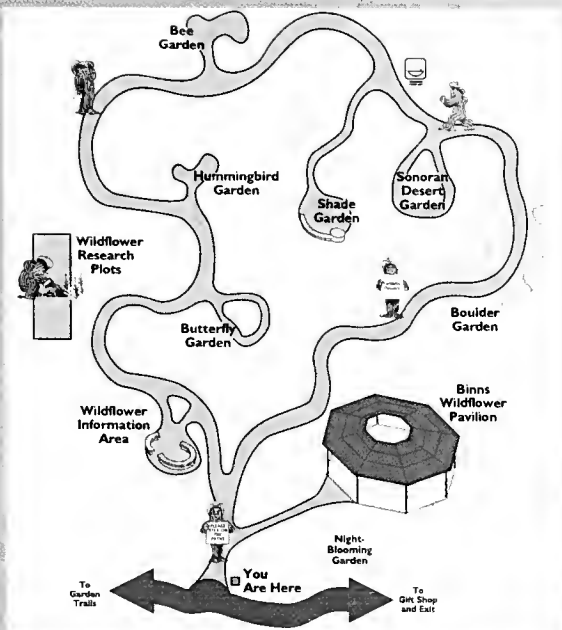 Bee
Garden
Hummingbird
Garden
Shade
Garden
Sonoran
Desert
Garden
Wildflower
Research
Plots
Butterfly
Garden
Boulder
Garden
Wildflower
Information
Area
Binns
Wildflower
Pavilion
Night-
Blooming
Garden
You
Are Here
To
Garden
Trails
To
Gift Shop
and Exit